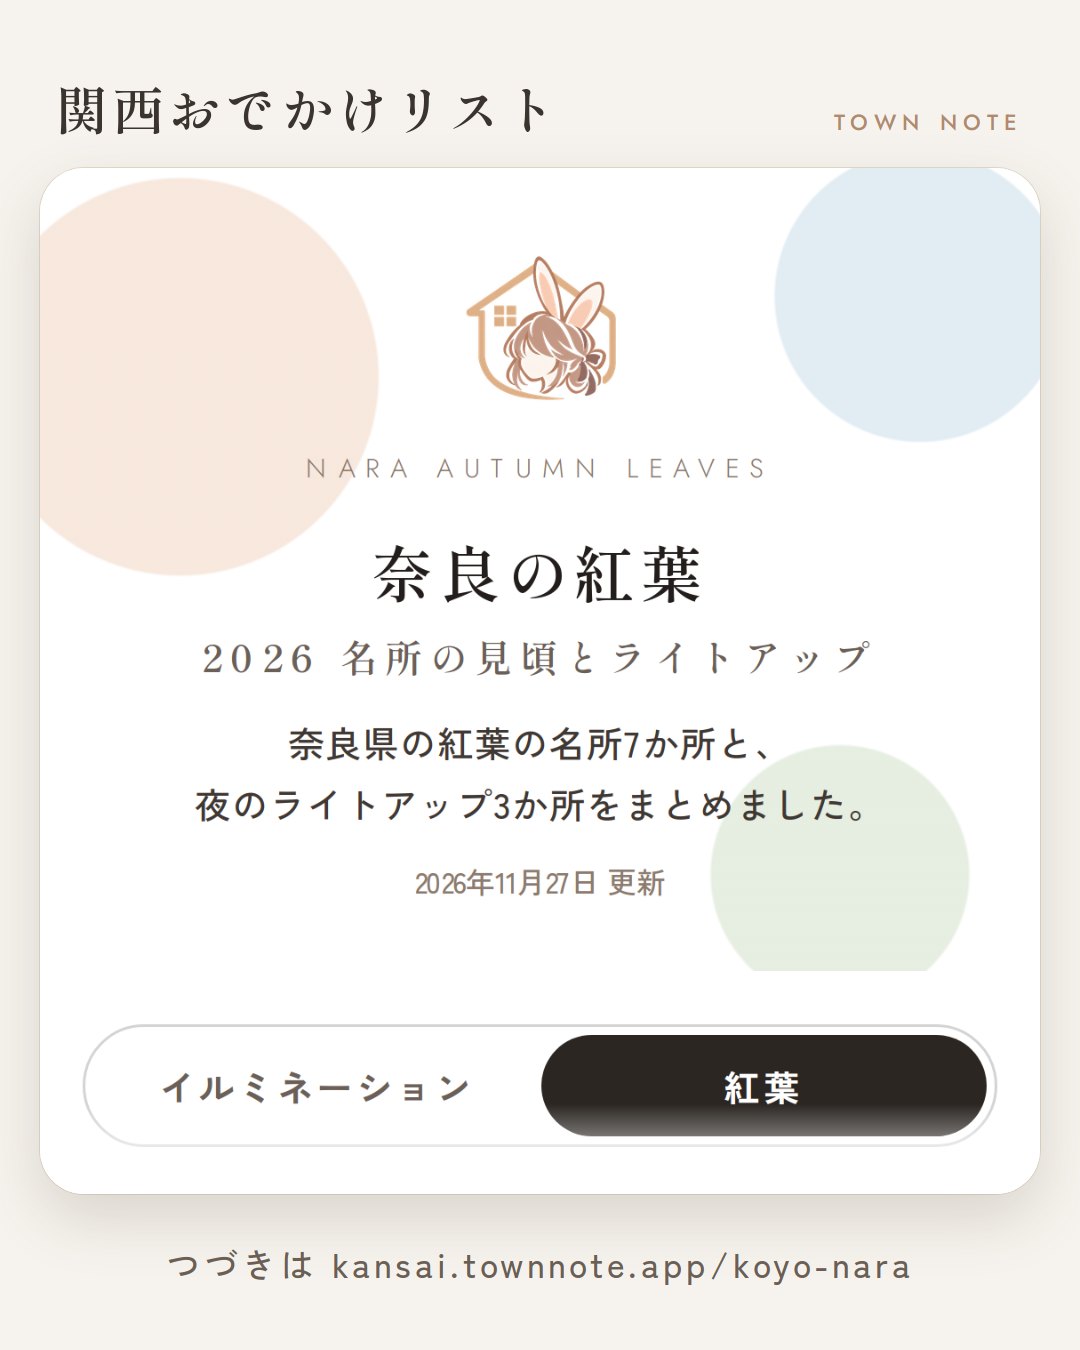 関西おでかけリスト
TOWN NOTE
NARA AUTUMN LEAVES
奈良の紅葉
2026 名所の見頃とライトアップ
奈良県の紅葉の名所7か所と、
夜のライトアップ3か所をまとめました。
2026年11月27日 更新
イルミネーション
紅葉
つづきは kansai.townnote.app/koyo-nara